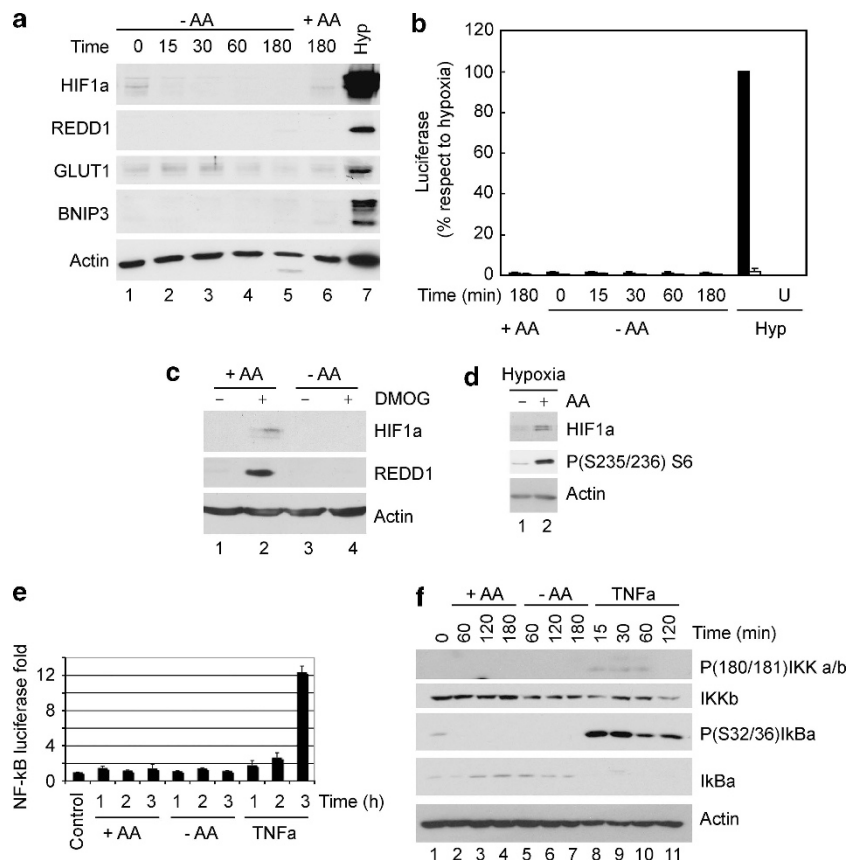 a
- AA
+ AA
Hyp
Time 0 15 30 60 180 180
HIF1a
REDD1
GLUT1
BNIP3
Actin
1 2 3 4 5 6 7
b
Luciferase
(% respect to hypoxia)
120
100
80
60
40
20
0
Time (min) 180 0 15 30 60 180 U
+ AA - AA Hyp
c
+ AA - AA
- + - + DMOG
HIF1a
REDD1
Actin
1 2 3 4
d
Hypoxia
- + AA
HIF1a
P(S235/236) S6
Actin
1 2
e
NF-kB luciferase fold
12
8
4
2
0
Control 1 2 3 1 2 3 1 2 3 Time (h)
+ AA - AA TNFa
f
+ AA - AA TNFa
0 60 120 180 60 120 180 15 30 60 120 Time (min)
P(180/181)IKK a/b
IKKb
P(S32/36)IkBa
IkBa
Actin
1 2 3 4 5 6 7 8 9 10 11